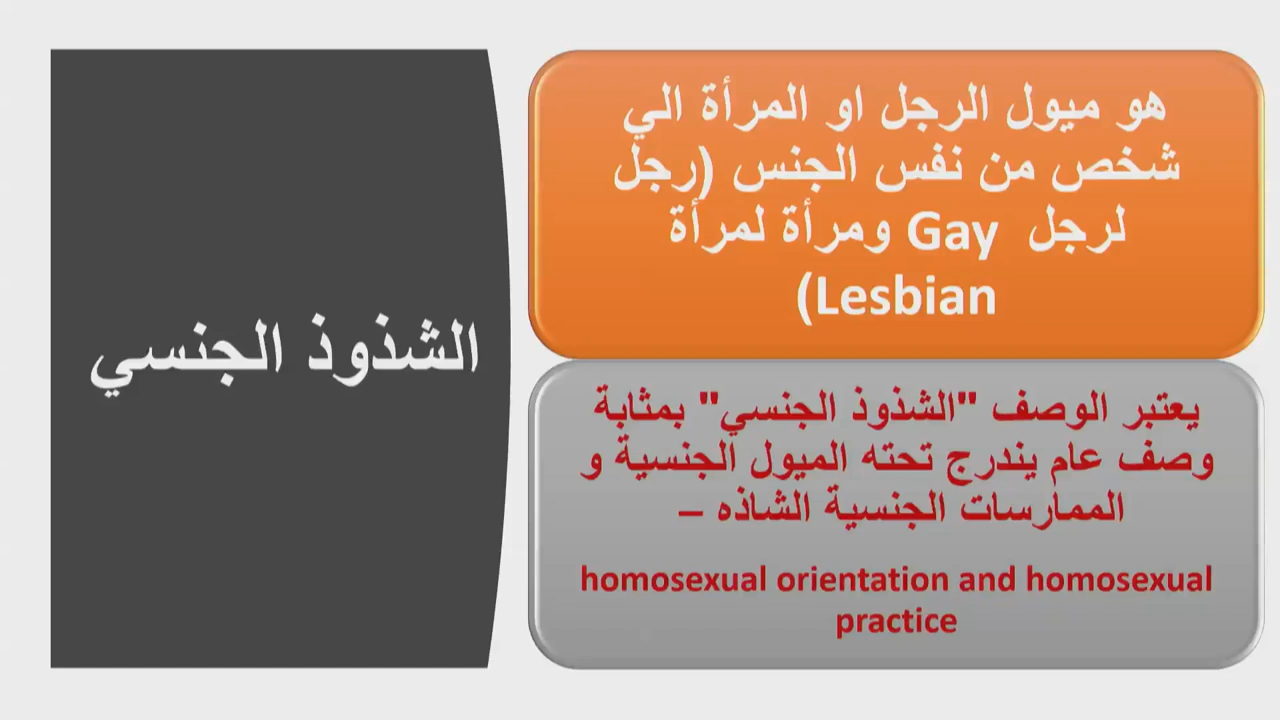 الشذوذ الجنسي
هو ميول الرجل او المرأة الي
شخص من نفس الجنس (رجل
لرجل Gay ومرأة لمرأة
Lesbian)
يعتبر الوصف "الشذوذ الجنسي" بمثابة
وصف عام يندرج تحته الميول الجنسية و
الممارسات الجنسية الشاذه –
homosexual orientation and homosexual
practice